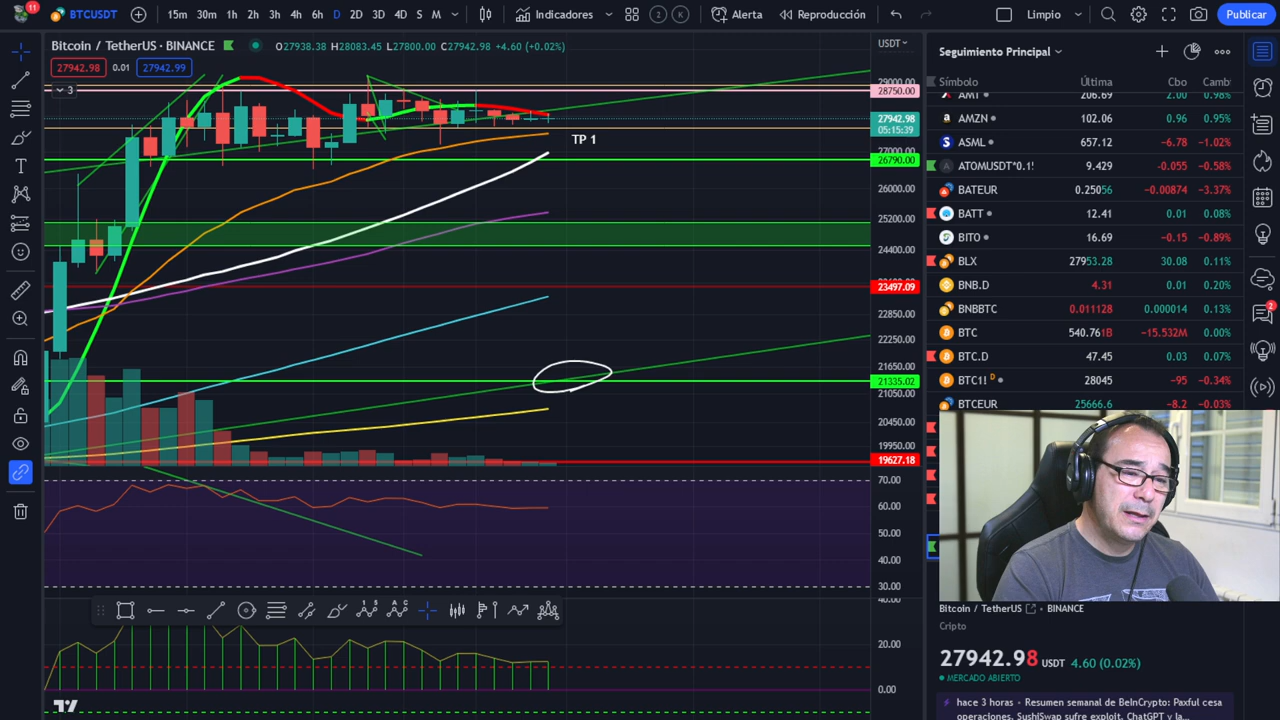 11
BTCUSDT
15m 30m 1h 2h 3h 4h 6h D 2D 3D 4D S M
Indicadores
2 K
Alerta
Reproducción
Limpio
Publicar
Bitcoin / TetherUS · BINANCE
O27938.38 H28083.45 L27800.00 C27942.98 +4.60 (+0.02%)
USDT
27942.98 0.01 27942.99
3
29000.00
28750.00
27942.98
05:15:39
TP 1
27000.00
26790.00
26000.00
25200.00
24400.00
23497.09
22850.00
22250.00
21650.00
21335.02
21050.00
20450.00
19950.00
19627.18
70.00
60.00
50.00
40.00
30.00
40.00
20.00
0.00
Seguimiento Principal
Símbolo Última Cbo Camb
AMT 206.69 2.00 0.98%
AMZN 102.06 0.96 0.95%
ASML 657.12 -6.78 -1.02%
ATOMUSDT*0.1! 9.429 -0.055 -0.58%
BATEUR 0.25056 -0.00874 -3.37%
BATT 12.41 0.01 0.08%
BITO 16.69 -0.15 -0.89%
BLX 27953.28 30.08 0.11%
BNB.D 4.31 0.01 0.20%
BNBBTC 0.011128 0.000014 0.13%
BTC 540.761B -15.532M 0.00%
BTC.D 47.45 0.03 0.07%
BTC1! D 28045 -95 -0.34%
BTCEUR 25666.6 -8.2 -0.03%
2
Bitcoin / TetherUS BINANCE
Cripto
27942.98 USDT 4.60 (0.02%)
MERCADO ABIERTO
hace 3 horas · Resumen semanal de BeInCrypto: Paxful cesa
operaciones, SushiSwap sufre exploit, ChatGPT y la...